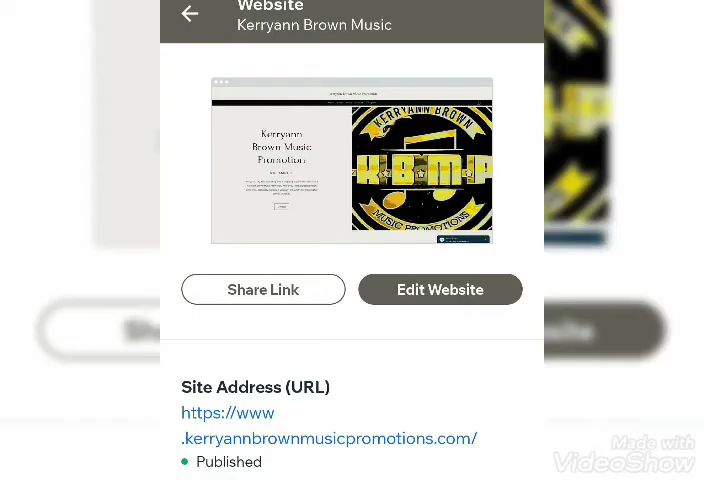 Website
Kerryann Brown Music
Kerryann
Brown Music
Promotion
KERRYANN BROWN
K.B.M.P
MUSIC PROMOTIONS
Share Link
Edit Website
Site Address (URL)
https://www
.kerryannbrownmusicpromotions.com/
Published
Made with
VideoShow